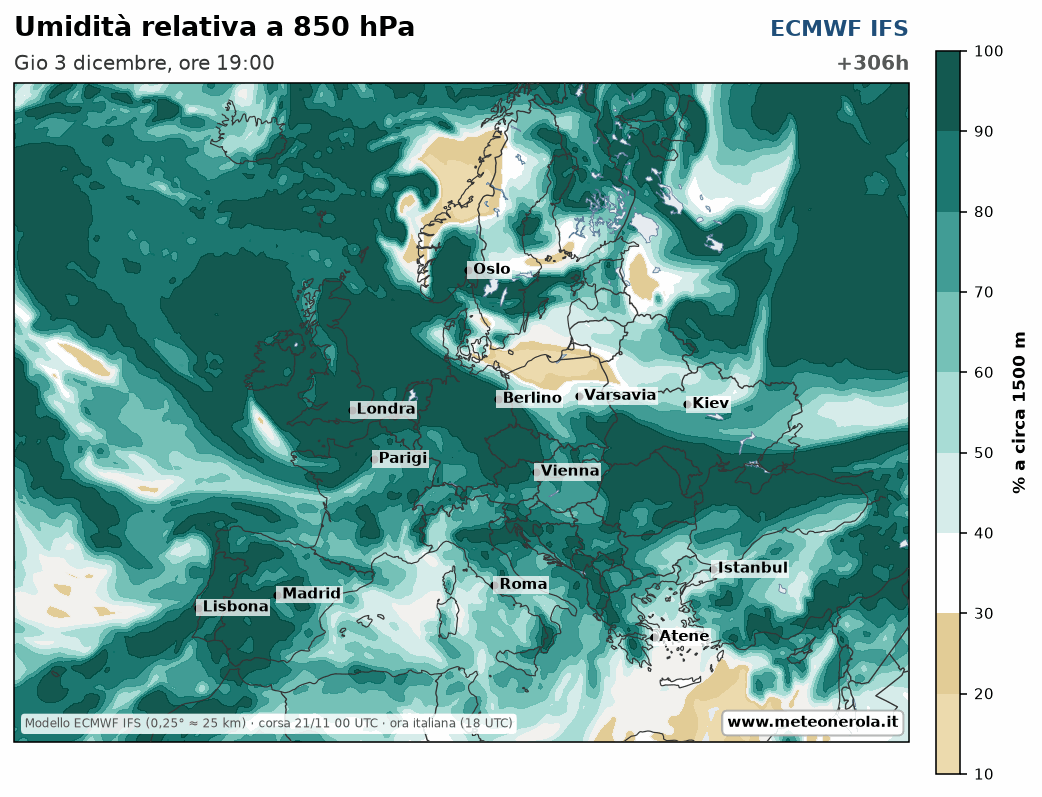 Umidità relativa a 850 hPa
ECMWF IFS
Gio 3 dicembre, ore 19:00
+306h
Oslo
Berlino
Varsavia
Kiev
Londra
Parigi
Vienna
Istanbul
Roma
Madrid
Lisbona
Atene
Modello ECMWF IFS (0,25° ≈ 25 km) · corsa 21/11 00 UTC · ora italiana (18 UTC)
www.meteonerola.it
100
90
80
70
60
50
40
30
20
10
% a circa 1500 m